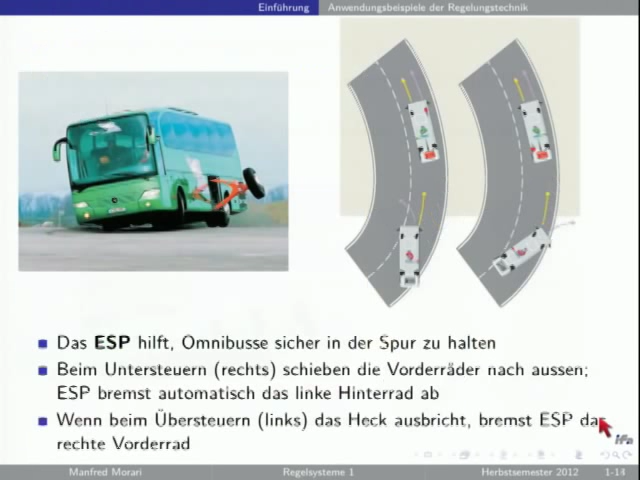 Einführung Anwendungsbeispiele der Regelungstechnik
Das ESP hilft, Omnibusse sicher in der Spur zu halten
Beim Untersteuern (rechts) schieben die Vorderräder nach aussen;
ESP bremst automatisch das linke Hinterrad ab
Wenn beim Übersteuern (links) das Heck ausbricht, bremst ESP das
rechte Vorderrad
Manfred Morari Regelsysteme 1 Herbstsemester 2012 1-14